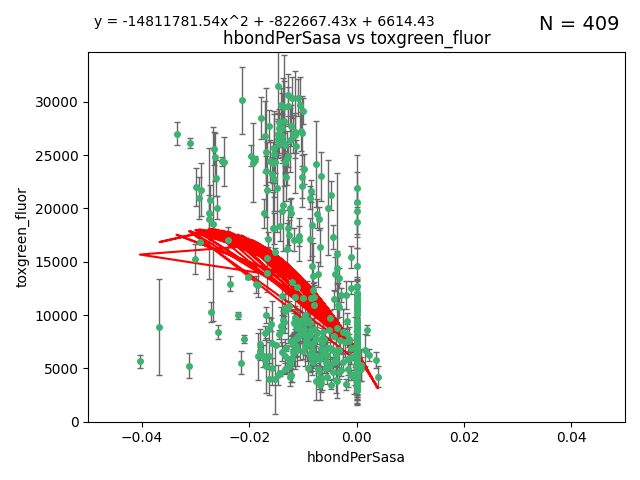 y = -14811781.54x^2 + -822667.43x + 6614.43
N = 409
hbondPerSasa vs toxgreen_fluor
toxgreen_fluor
30000
25000
20000
15000
10000
5000
0
−0.04
−0.02
0.00
0.02
0.04
hbondPerSasa